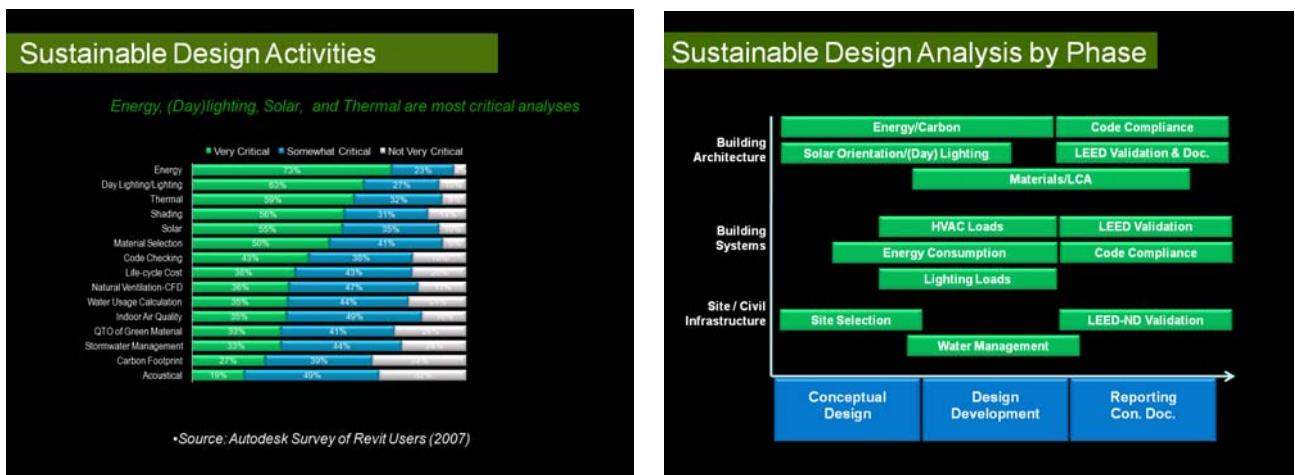 Sustainable Design Activities
Energy, (Day)lighting, Solar, and Thermal are most critical analyses
Very Critical Somewhat Critical Not Very Critical
Energy 73% 23%
Day Lighting/Lighting 63% 27% 10%
Thermal 59% 32% 9%
Shading 56% 31%
Solar 55% 35% 10%
Material Selection 50% 41% 9%
Code Checking 43% 38%
Life-cycle Cost 38% 43%
Natural Ventilation-CFD 36% 47%
Water Usage Calculation 35% 44% 21%
Indoor Air Quality 35% 49%
QTO of Green Material 33% 41%
Stormwater Management 33% 44%
Carbon Footprint 27% 39%
Acoustical 19% 49%
•Source: Autodesk Survey of Revit Users (2007)
Sustainable Design Analysis by Phase
Building
Architecture
Energy/Carbon Code Compliance
Solar Orientation/(Day) Lighting LEED Validation & Doc.
Materials/LCA
Building
Systems
HVAC Loads LEED Validation
Energy Consumption Code Compliance
Lighting Loads
Site / Civil
Infrastructure
Site Selection LEED-ND Validation
Water Management
Conceptual
Design
Design
Development
Reporting
Con. Doc.